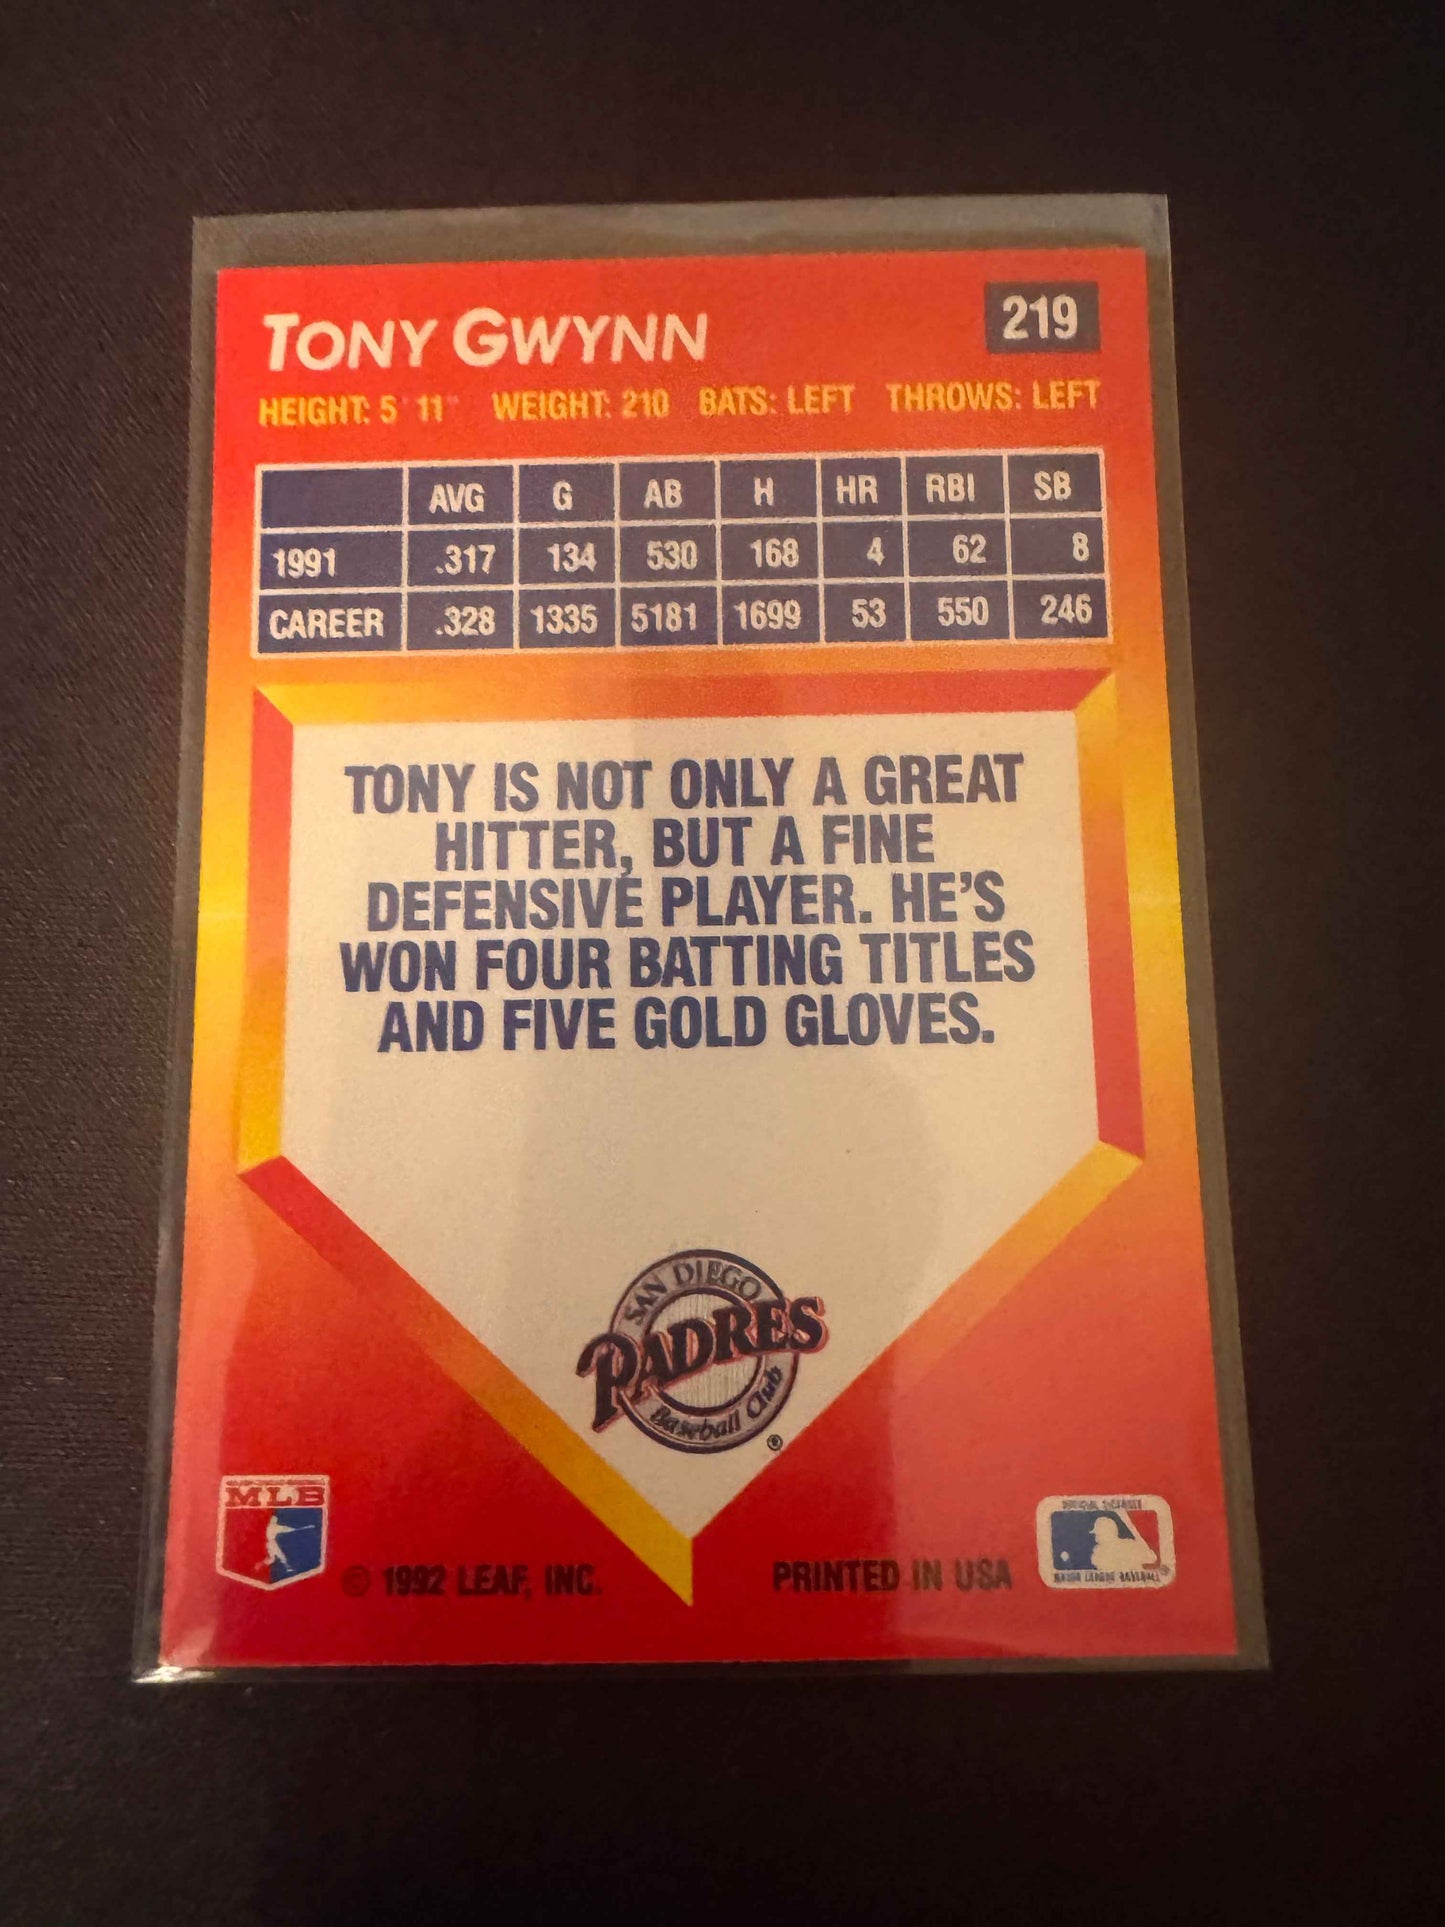 TONY GWYNN
219
HEIGHT: 5' 11" WEIGHT: 210 BATS: LEFT THROWS: LEFT
AVG G AB H HR RBI SB
1991 .317 134 530 168 4 62 8
CAREER .328 1335 5181 1699 53 550 246
TONY IS NOT ONLY A GREAT
HITTER, BUT A FINE
DEFENSIVE PLAYER. HE'S
WON FOUR BATTING TITLES
AND FIVE GOLD GLOVES.
SAN DIEGO
PADRES
Baseball Club
®
MLB
© 1992 LEAF, INC.
PRINTED IN USA
MAJOR LEAGUE BASEBALL